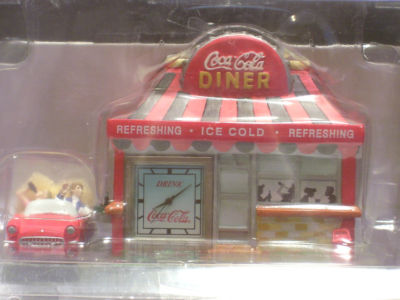 Coca-Cola
DINER
REFRESHING · ICE COLD · REFRESHING
DRINK
Coca-Cola